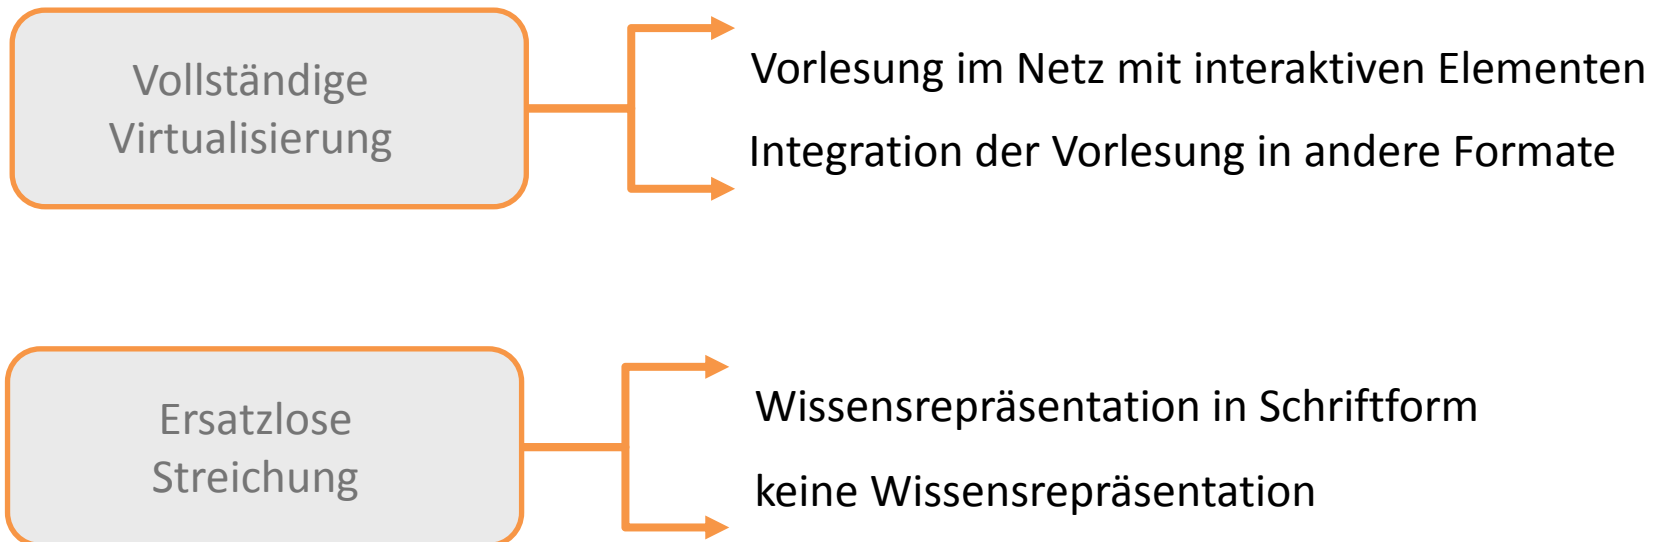 Vollständige
Virtualisierung
Vorlesung im Netz mit interaktiven Elementen
Integration der Vorlesung in andere Formate
Ersatzlose
Streichung
Wissensrepräsentation in Schriftform
keine Wissensrepräsentation